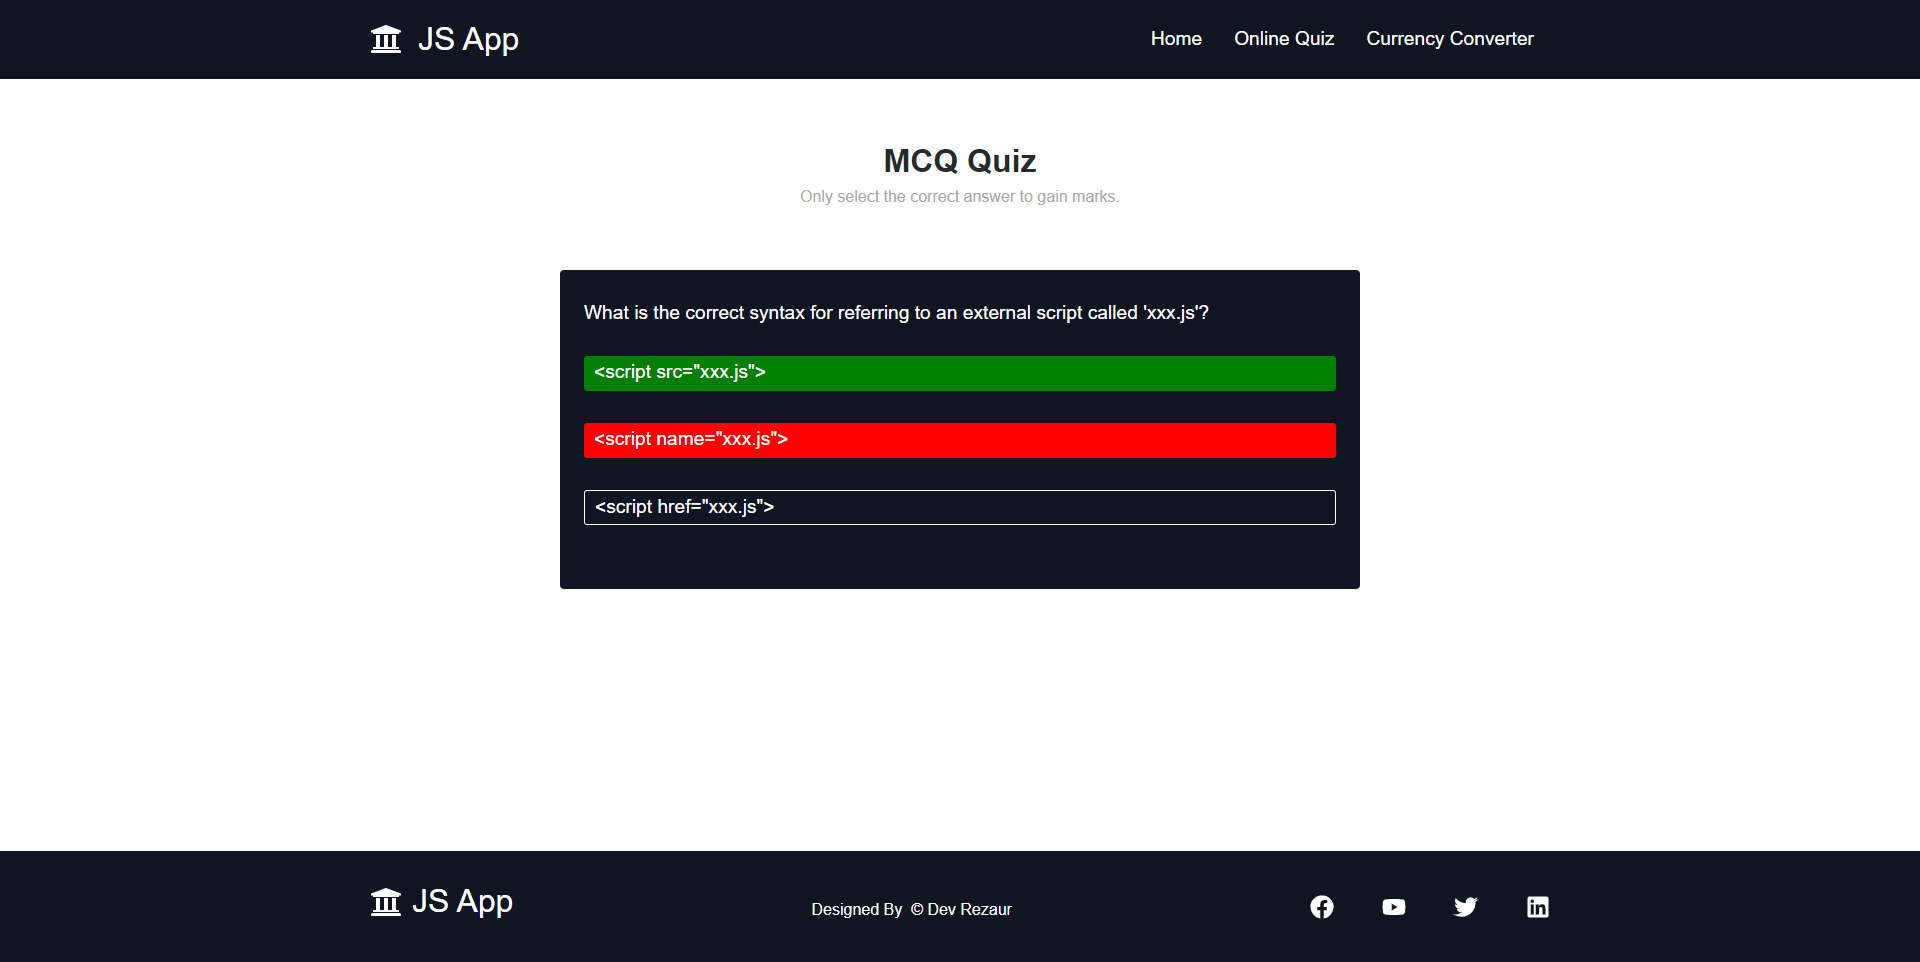 JS App
Home Online Quiz Currency Converter
MCQ Quiz
Only select the correct answer to gain marks.
What is the correct syntax for referring to an external script called 'xxx.js'?
<script src="xxx.js">
<script name="xxx.js">
<script href="xxx.js">
JS App
Designed By © Dev Rezaur